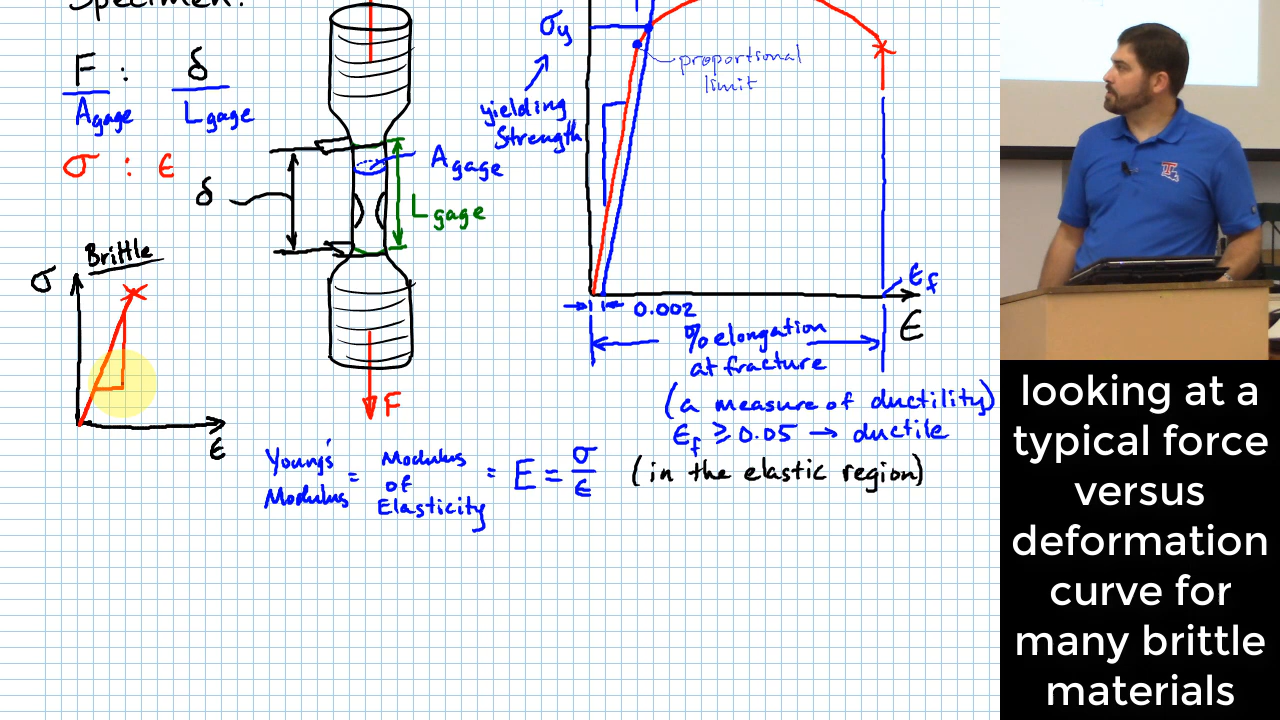 Specimen:
F : δ
Agage Lgage
σ : ε
δ
Agage
Lgage
F
Brittle
σ
ε
σy
proportional
limit
yielding
Strength
εf
0.002
ε
% elongation
at fracture
(a measure of ductility)
εf ≥ 0.05 → ductile
Young's Modulus = Modulus of Elasticity = E = σ/ε (in the elastic region)
looking at a
typical force
versus
deformation
curve for
many brittle
materials